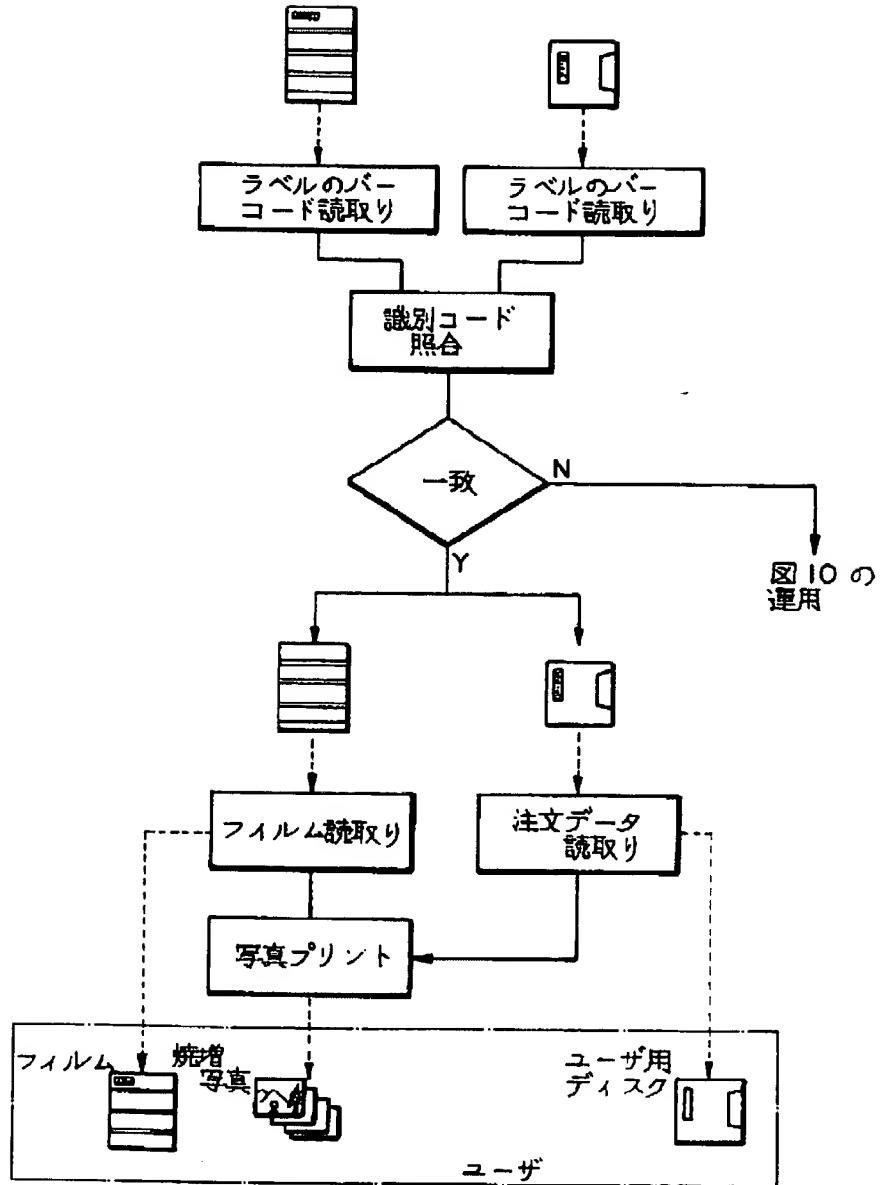 ラベルのバー
コード読取り
ラベルのバー
コード読取り
識別コード
照合
一致
N
Y
図10の
運用
フィルム読取り
注文データ
読取り
写真プリント
フィルム
焼増
写真
ユーザ用
ディスク
ユーザ